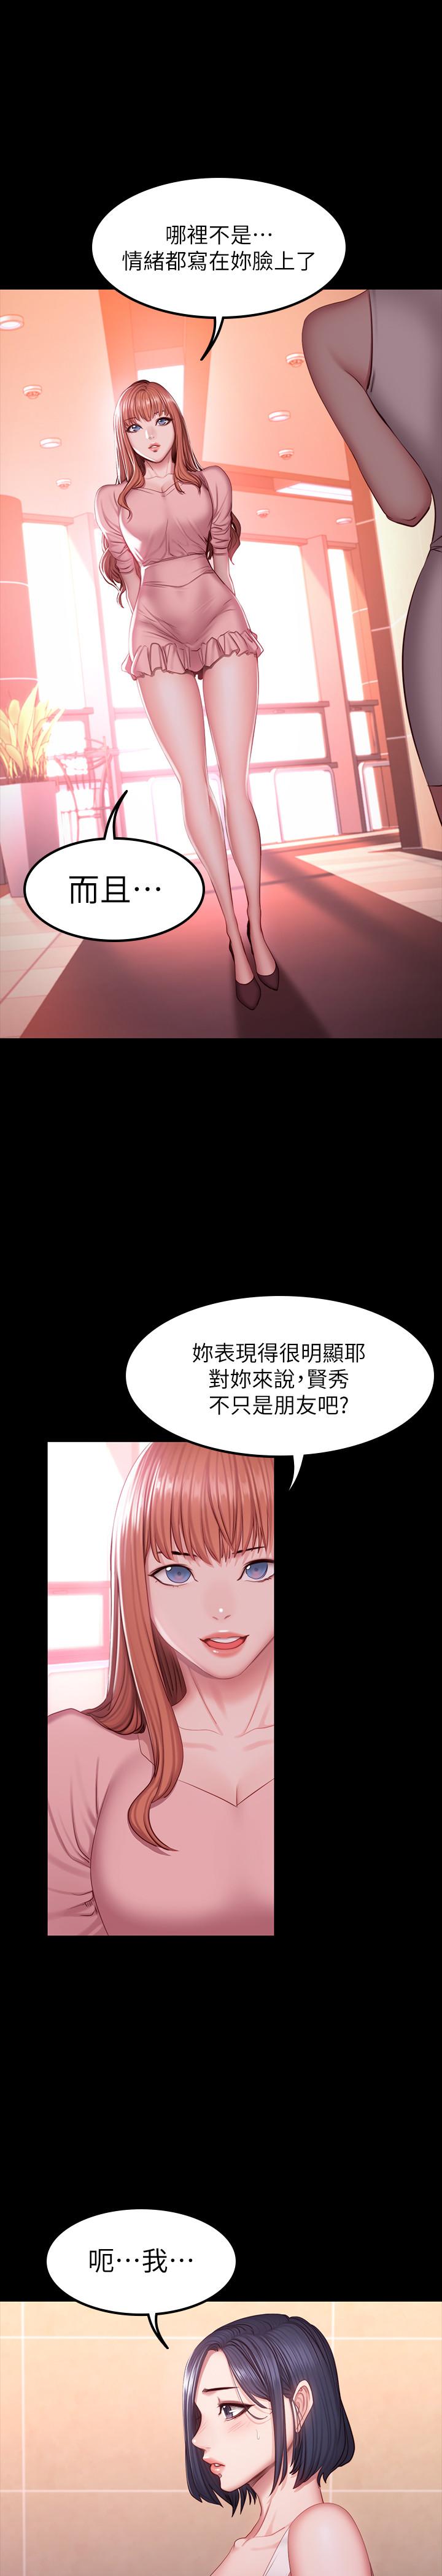 哪裡不是⋯
情緒都寫在妳臉上了
而且⋯
妳表現得很明顯耶
對妳來說,賢秀
不只是朋友吧?
呃⋯我⋯